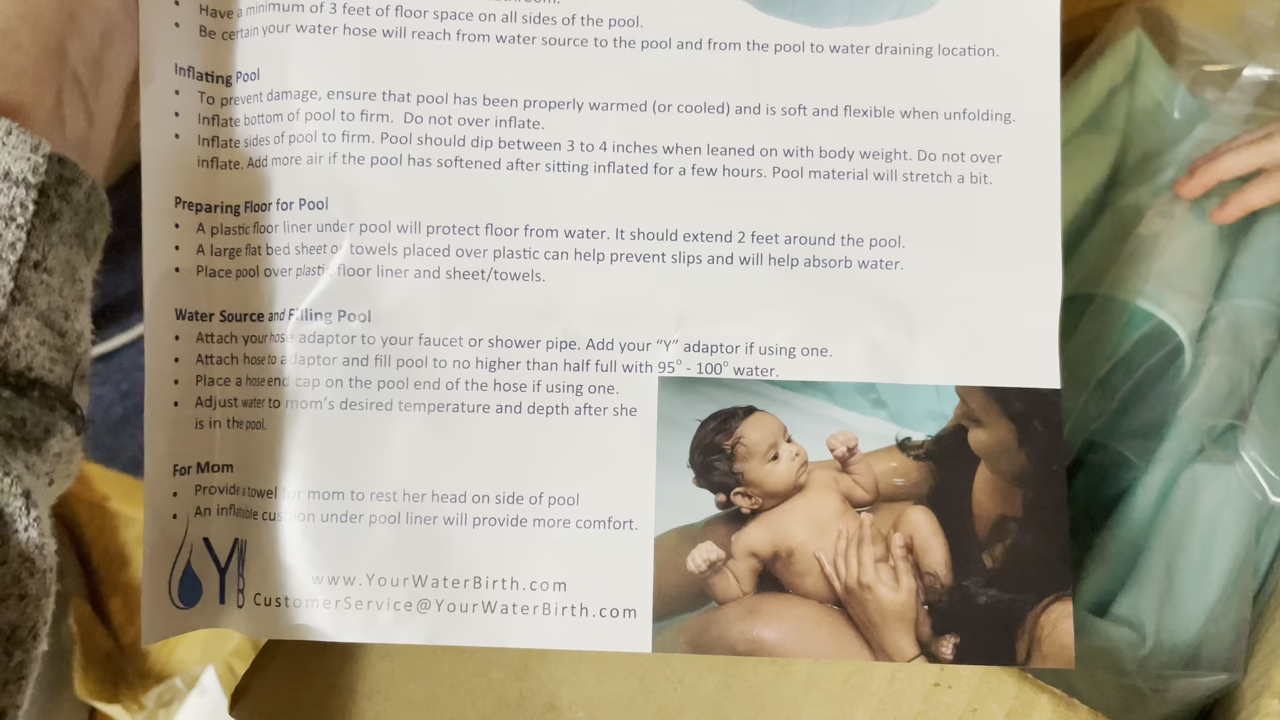 Have a minimum of 3 feet of floor space on all sides of the pool.
Be certain your water hose will reach from water source to the pool and from the pool to water draining location.
Inflating Pool
To prevent damage, ensure that pool has been properly warmed (or cooled) and is soft and flexible when unfolding.
Inflate bottom of pool to firm. Do not over inflate.
Inflate sides of pool to firm. Pool should dip between 3 to 4 inches when leaned on with body weight. Do not over
inflate. Add more air if the pool has softened after sitting inflated for a few hours. Pool material will stretch a bit.
Preparing Floor for Pool
A plastic floor liner under pool will protect floor from water. It should extend 2 feet around the pool.
A large flat bed sheet or towels placed over plastic can help prevent slips and will help absorb water.
Place pool over plastic floor liner and sheet/towels.
Water Source and Filling Pool
Attach your hose adaptor to your faucet or shower pipe. Add your "Y" adaptor if using one.
Attach hose to adaptor and fill pool to no higher than half full with 95° - 100° water.
Place a hose end cap on the pool end of the hose if using one.
Adjust water to mom's desired temperature and depth after she
is in the pool.
For Mom
Provide a towel for mom to rest her head on side of pool
An inflatable cushion under pool liner will provide more comfort.
YWB
www.YourWaterBirth.com
CustomerService@YourWaterBirth.com